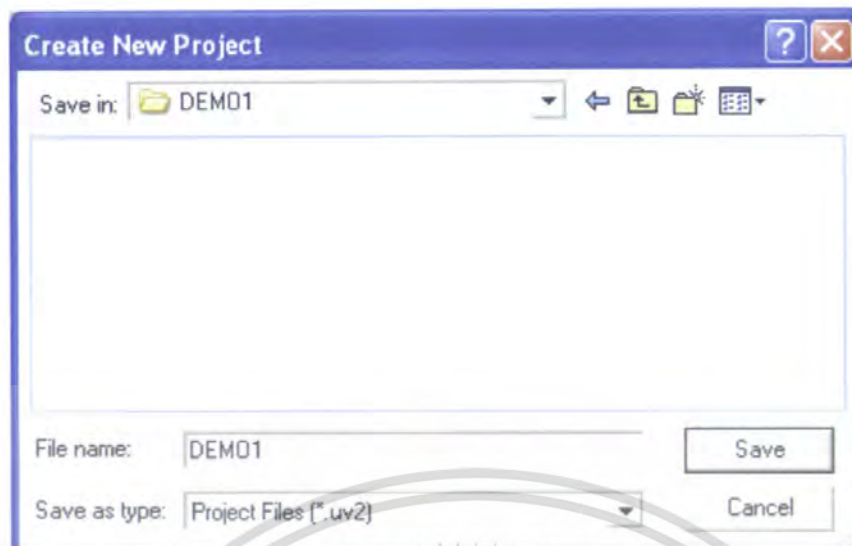 Create New Project
Save in: DEMO1
File name: DEMO1 Save
Save as type: Project Files (*.uv2) Cancel